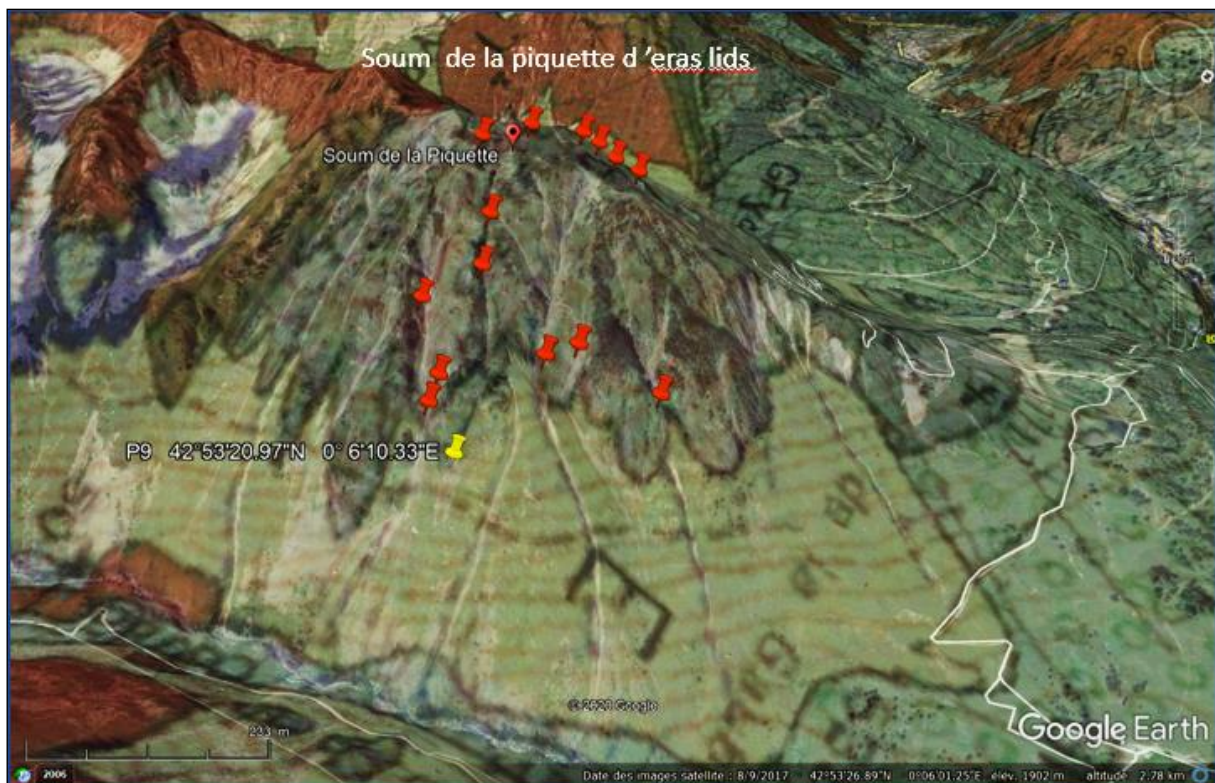 Soum de la piquette d ’eras lids
Soum de la Piquette
P9 42°53'20.97"N 0° 6'10.33"E
de
© 2020 Google
233 m
Google Earth
2006
Date des images satellite : 8/9/2017 42°53'26.89"N 0°06'01.25"E élév. 1902 m altitude 2.78 km